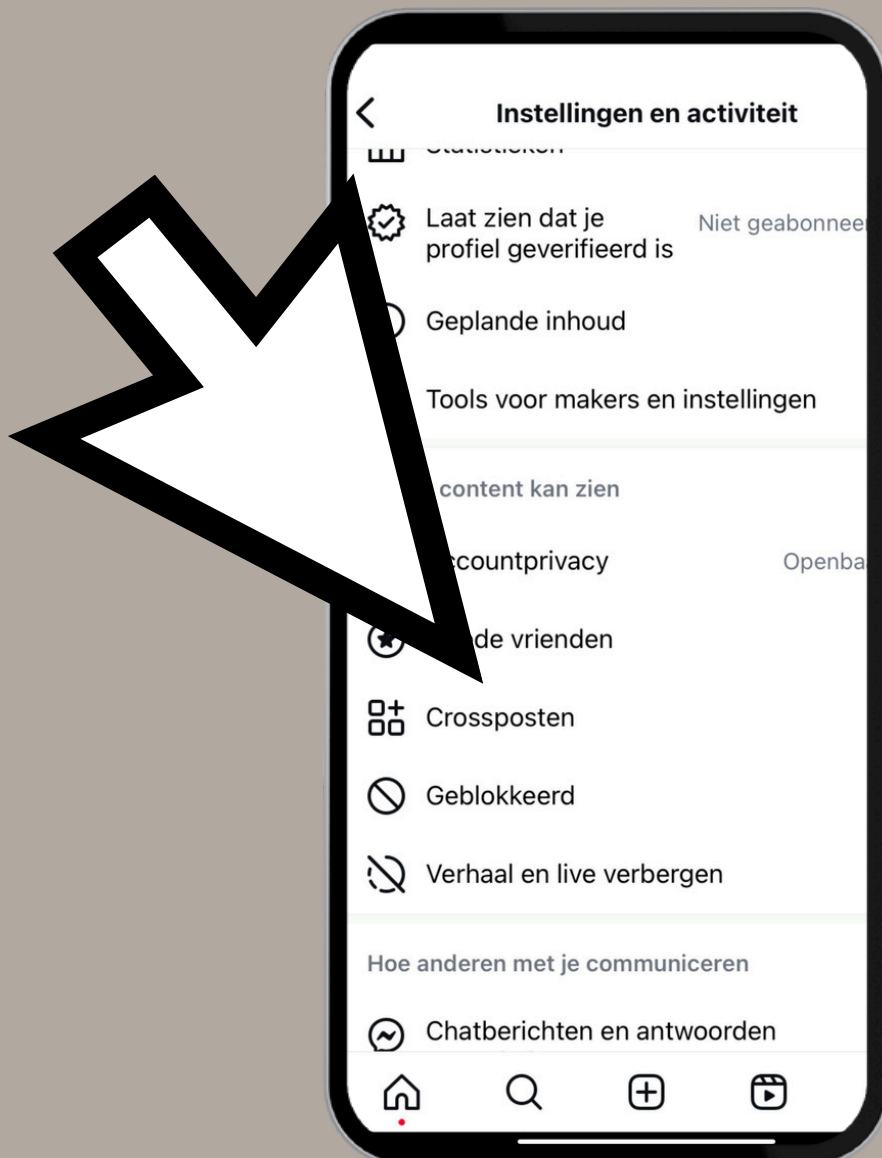 Instellingen en activiteit
Statistieken
Laat zien dat je
profiel geverifieerd is
Niet geabonneer
Geplande inhoud
Tools voor makers en instellingen
content kan zien
ccountprivacy
Openba
de vrienden
Crossposten
Geblokkeerd
Verhaal en live verbergen
Hoe anderen met je communiceren
Chatberichten en antwoorden